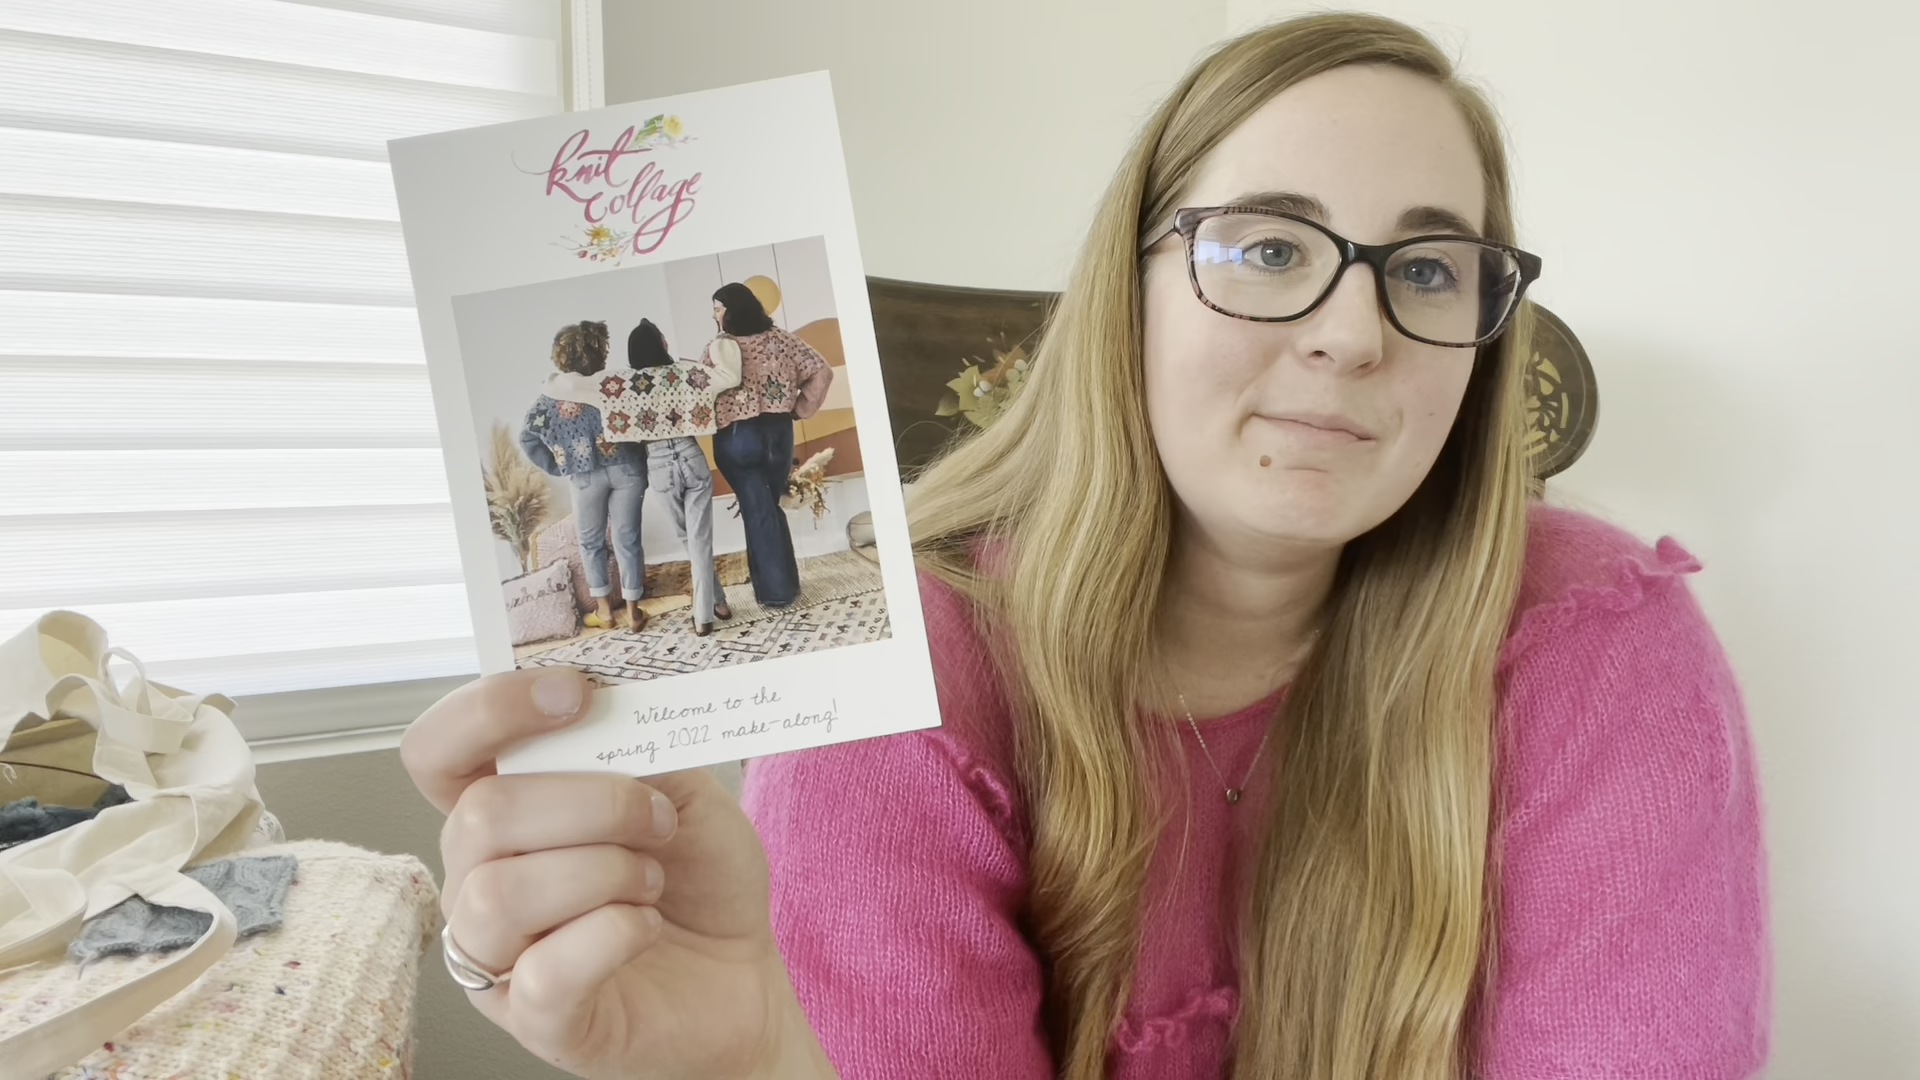 knit
collage
Welcome to the
spring 2022 make-along!